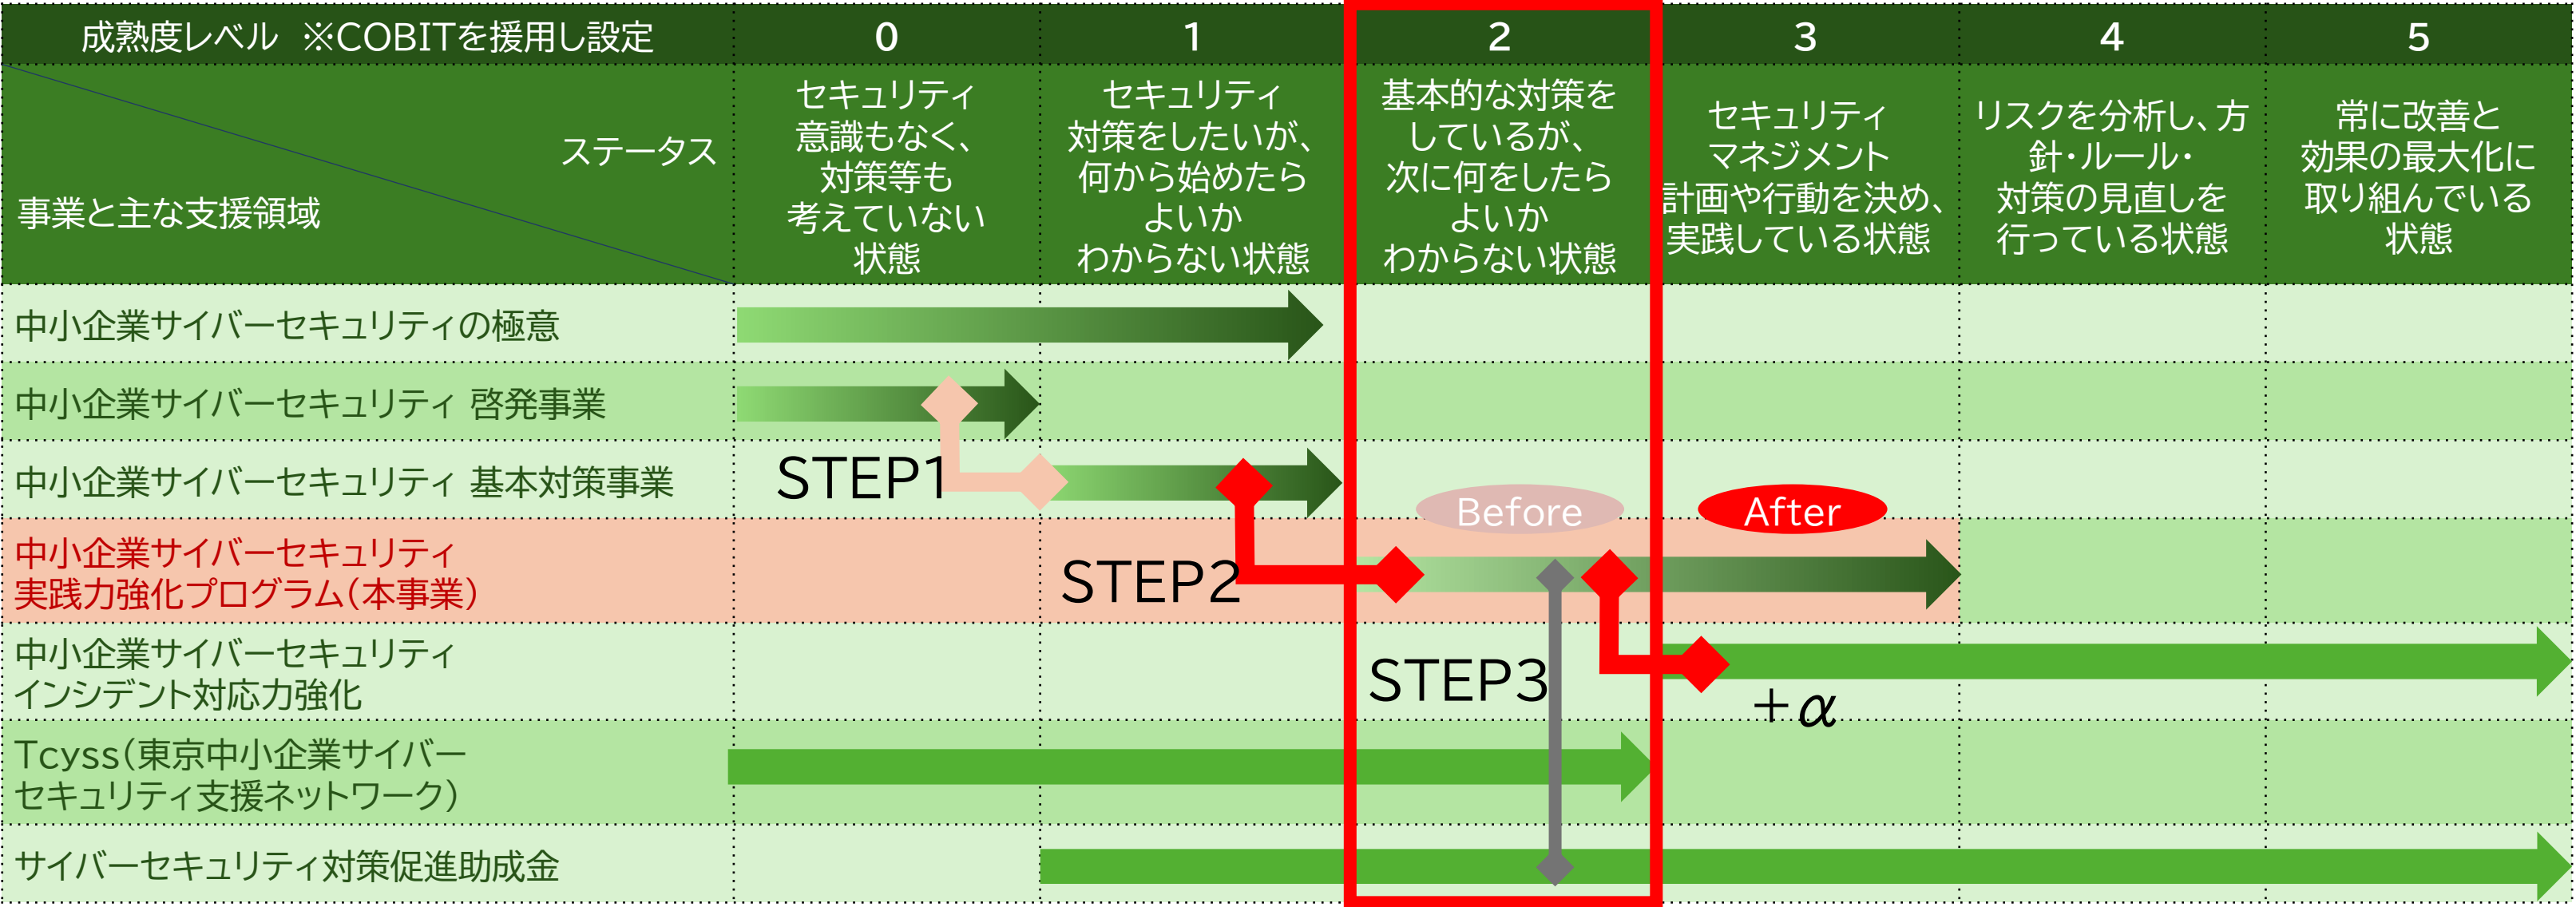 成熟度レベル ※COBITを援用し設定
0
1
2
3
4
5
ステータス
事業と主な支援領域
セキュリティ
意識もなく、
対策等も
考えていない
状態
セキュリティ
対策をしたいが、
何から始めたら
よいか
わからない状態
基本的な対策を
しているが、
次に何をしたら
よいか
わからない状態
セキュリティ
マネジメント
計画や行動を決め、
実践している状態
リスクを分析し、方
針・ルール・
対策の見直しを
行っている状態
常に改善と
効果の最大化に
取り組んでいる
状態
中小企業サイバーセキュリティの極意
中小企業サイバーセキュリティ 啓発事業
中小企業サイバーセキュリティ 基本対策事業
STEP1
Before
After
中小企業サイバーセキュリティ
実践力強化プログラム(本事業)
STEP2
中小企業サイバーセキュリティ
インシデント対応力強化
STEP3
+α
Tcyss(東京中小企業サイバー
セキュリティ支援ネットワーク)
サイバーセキュリティ対策促進助成金